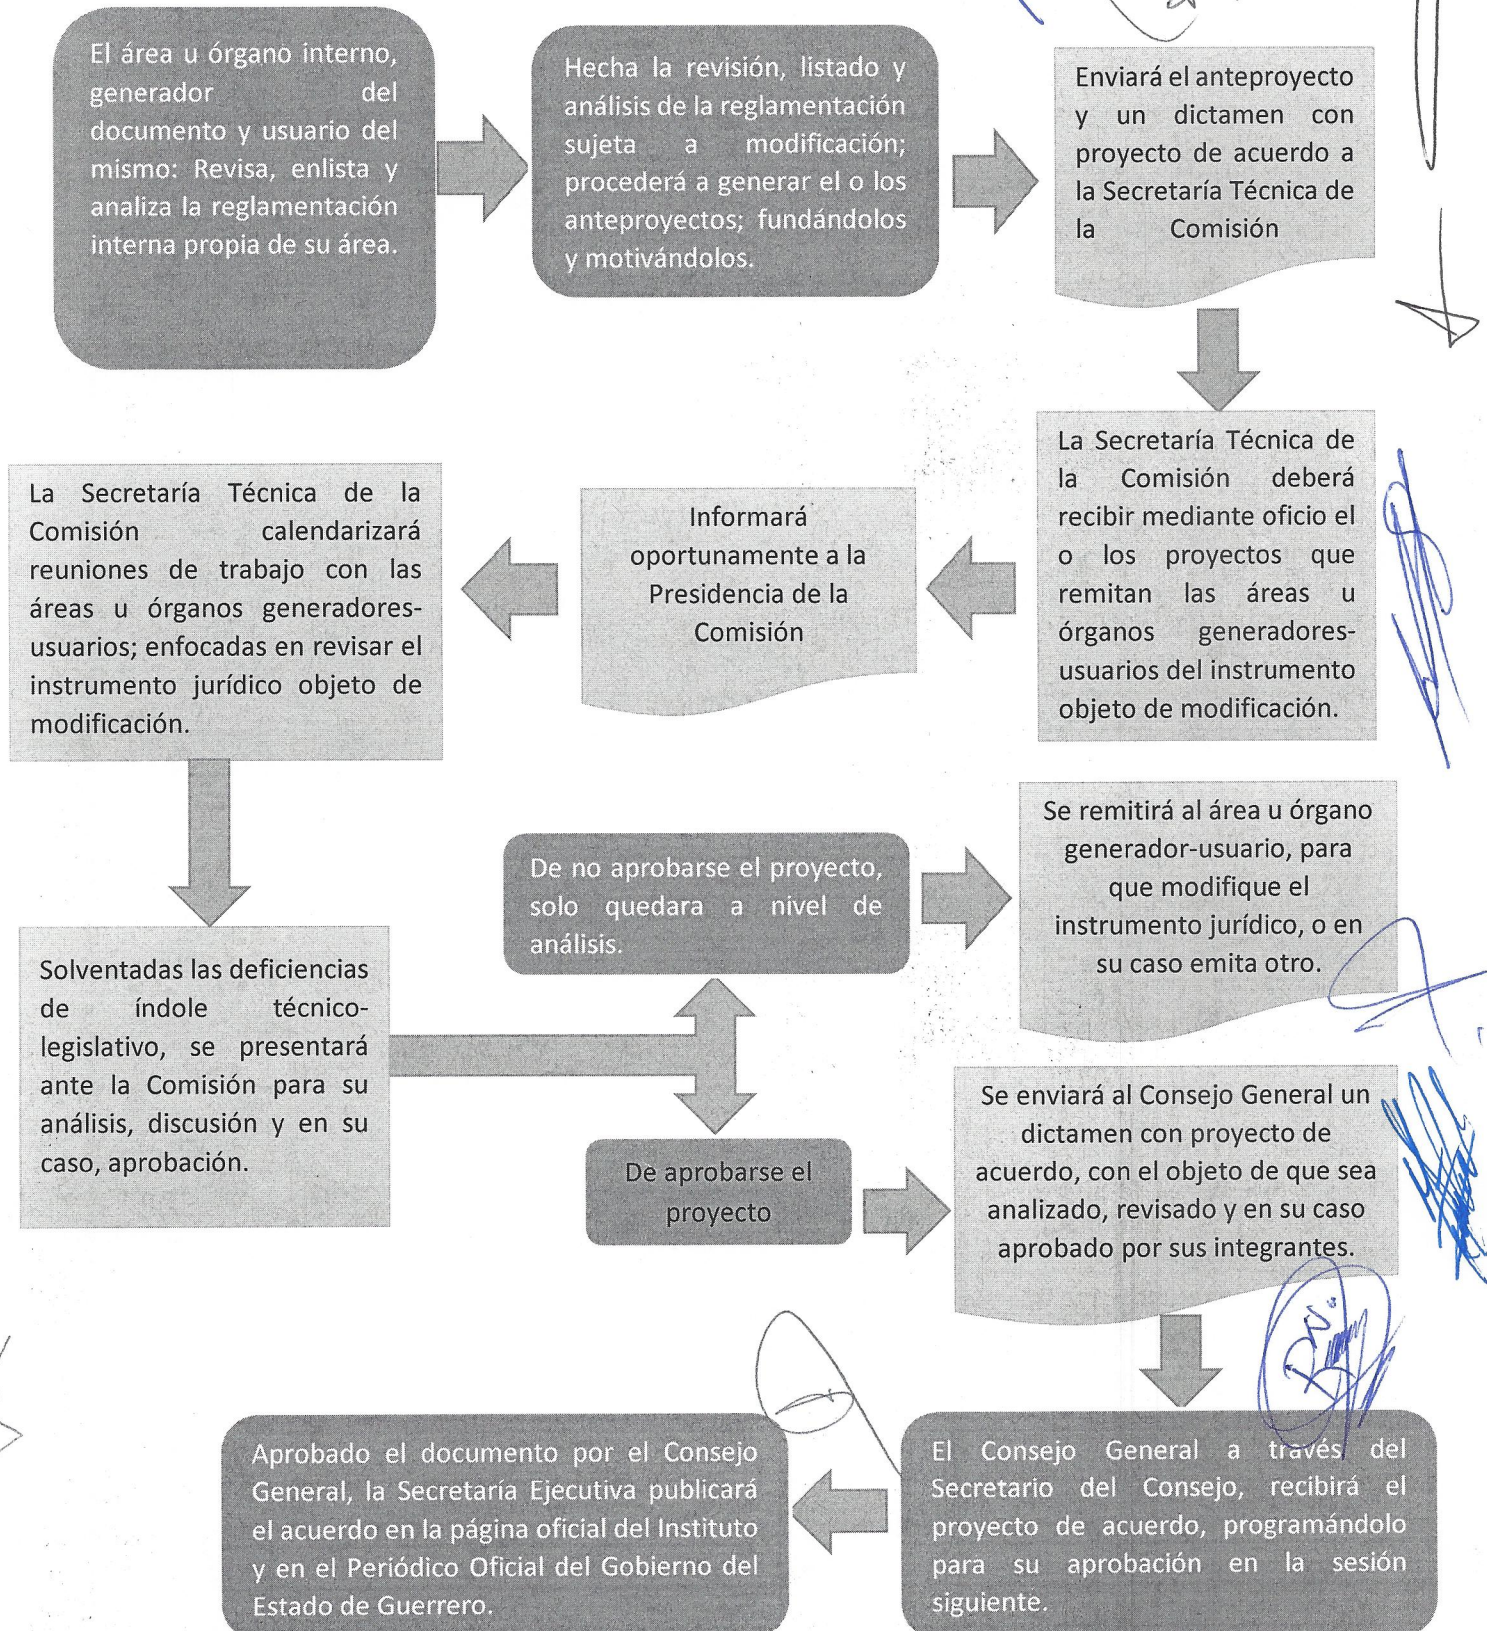 El área u órgano interno,
generador del
documento y usuario del
mismo: Revisa, enlista y
analiza la reglamentación
interna propia de su área.
Hecha la revisión, listado y
análisis de la reglamentación
sujeta a modificación;
procederá a generar el o los
anteproyectos; fundándolos
y motivándolos.
Enviará el anteproyecto
y un dictamen con
proyecto de acuerdo a
la Secretaría Técnica de
la Comisión
La Secretaría Técnica de
la Comisión deberá
recibir mediante oficio el
o los proyectos que
remitan las áreas u
órganos generadores-
usuarios del instrumento
objeto de modificación.
Informará
oportunamente a la
Presidencia de la
Comisión
La Secretaría Técnica de la
Comisión calendarizará
reuniones de trabajo con las
áreas u órganos generadores-
usuarios; enfocadas en revisar el
instrumento jurídico objeto de
modificación.
Solventadas las deficiencias
de índole técnico-
legislativo, se presentará
ante la Comisión para su
análisis, discusión y en su
caso, aprobación.
De no aprobarse el proyecto,
solo quedara a nivel de
análisis.
Se remitirá al área u órgano
generador-usuario, para
que modifique el
instrumento jurídico, o en
su caso emita otro.
De aprobarse el
proyecto
Se enviará al Consejo General un
dictamen con proyecto de
acuerdo, con el objeto de que sea
analizado, revisado y en su caso
aprobado por sus integrantes.
El Consejo General a través del
Secretario del Consejo, recibirá el
proyecto de acuerdo, programándolo
para su aprobación en la sesión
siguiente.
Aprobado el documento por el Consejo
General, la Secretaría Ejecutiva publicará
el acuerdo en la página oficial del Instituto
y en el Periódico Oficial del Gobierno del
Estado de Guerrero.